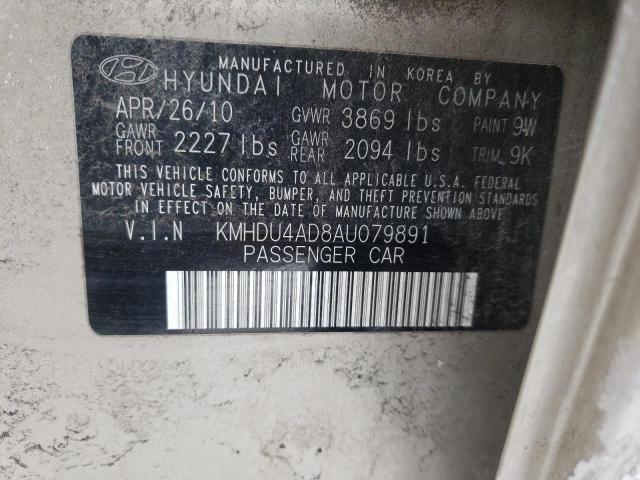 MANUFACTURED IN KOREA BY
HYUNDAI MOTOR COMPANY
APR/26/10 GVWR 3869 lbs PAINT 9W
GAWR FRONT 2227 lbs GAWR REAR 2094 lbs TRIM 9K
THIS VEHICLE CONFORMS TO ALL APPLICABLE U.S.A. FEDERAL
MOTOR VEHICLE SAFETY, BUMPER, AND THEFT PREVENTION STANDARDS
IN EFFECT ON THE DATE OF MANUFACTURE SHOWN ABOVE.
V.I.N KMHDU4AD8AU079891
PASSENGER CAR